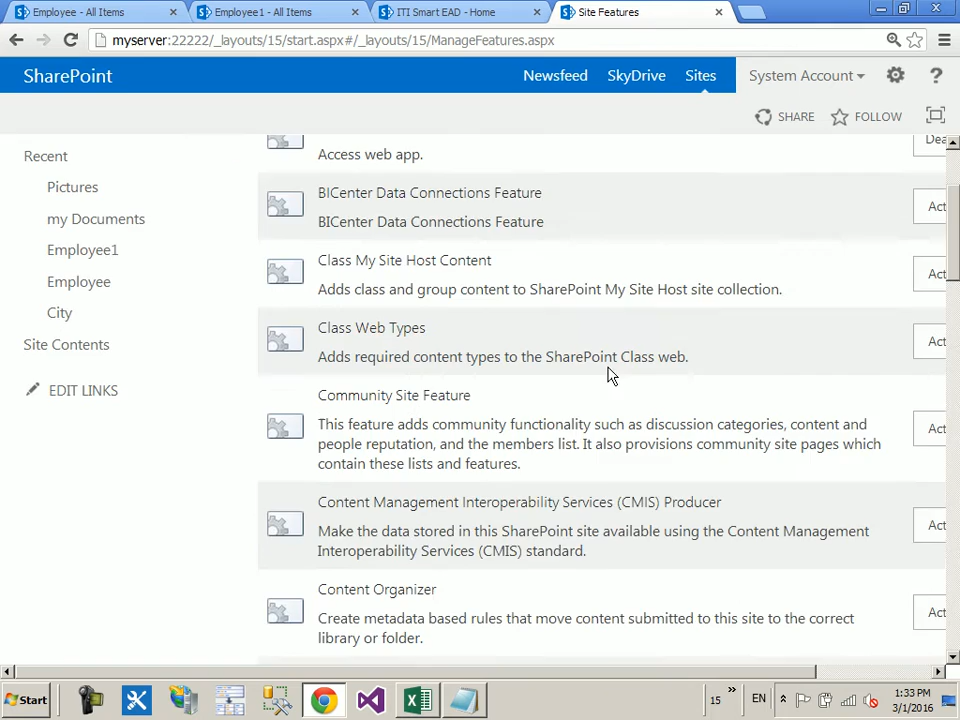 Employee - All Items
Employee1 - All Items
ITI Smart EAD - Home
Site Features
myserver:22222/_layouts/15/start.aspx#/_layouts/15/ManageFeatures.aspx
SharePoint
Newsfeed
SkyDrive
Sites
System Account
?
SHARE
FOLLOW
Recent
Pictures
my Documents
Employee1
Employee
City
Site Contents
EDIT LINKS
Access web app.
Dea
BICenter Data Connections Feature
BICenter Data Connections Feature
Act
Class My Site Host Content
Adds class and group content to SharePoint My Site Host site collection.
Act
Class Web Types
Adds required content types to the SharePoint Class web.
Act
Community Site Feature
This feature adds community functionality such as discussion categories, content and
people reputation, and the members list. It also provisions community site pages which
contain these lists and features.
Act
Content Management Interoperability Services (CMIS) Producer
Make the data stored in this SharePoint site available using the Content Management
Interoperability Services (CMIS) standard.
Act
Content Organizer
Create metadata based rules that move content submitted to this site to the correct
library or folder.
Act
Start
15
EN
1:33 PM
3/1/2016